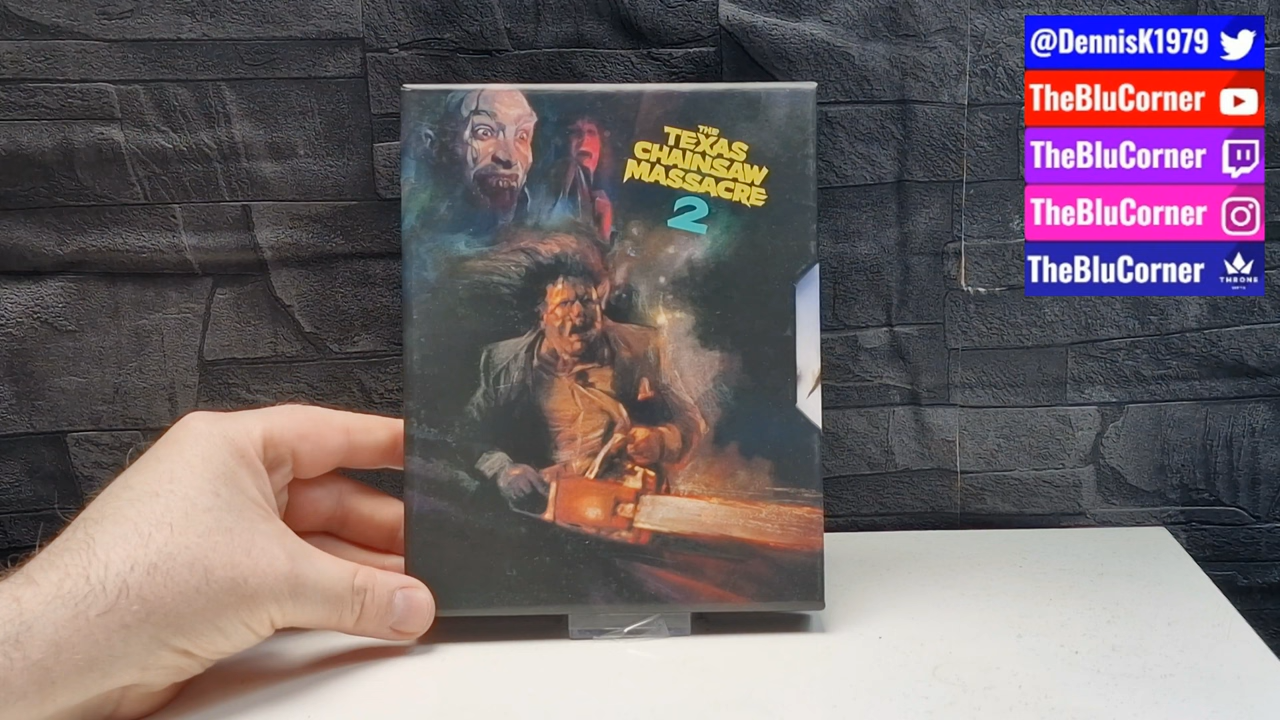 @DennisK1979
TheBluCorner
TheBluCorner
TheBluCorner
TheBluCorner
THRONE
THE
TEXAS
CHAINSAW
MASSACRE
2